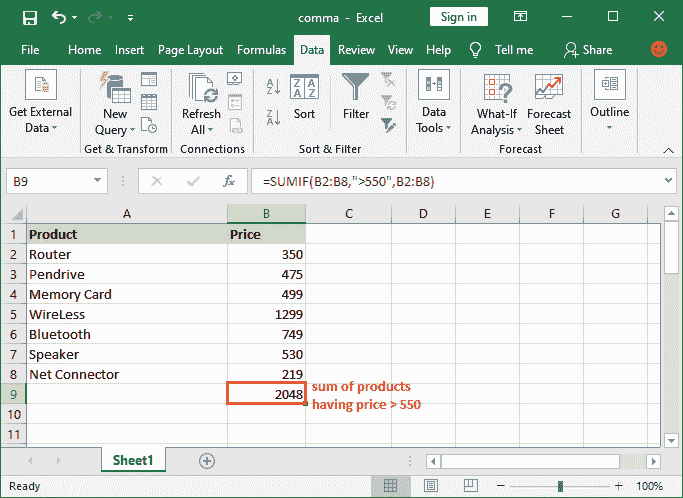 comma - Excel
Sign in
File Home Insert Page Layout Formulas Data Review View Help Tell me Share
Get External Data
New Query
Refresh All
Sort
Filter
Data Tools
What-If Analysis
Forecast Sheet
Outline
Get & Transform Connections Sort & Filter Forecast
B9 fx =SUMIF(B2:B8,">550",B2:B8)
A B C D E F G
1 Product Price
2 Router 350
3 Pendrive 475
4 Memory Card 499
5 WireLess 1299
6 Bluetooth 749
7 Speaker 530
8 Net Connector 219
9 2048 sum of products
having price > 550
10
11
Sheet1
Ready 100%